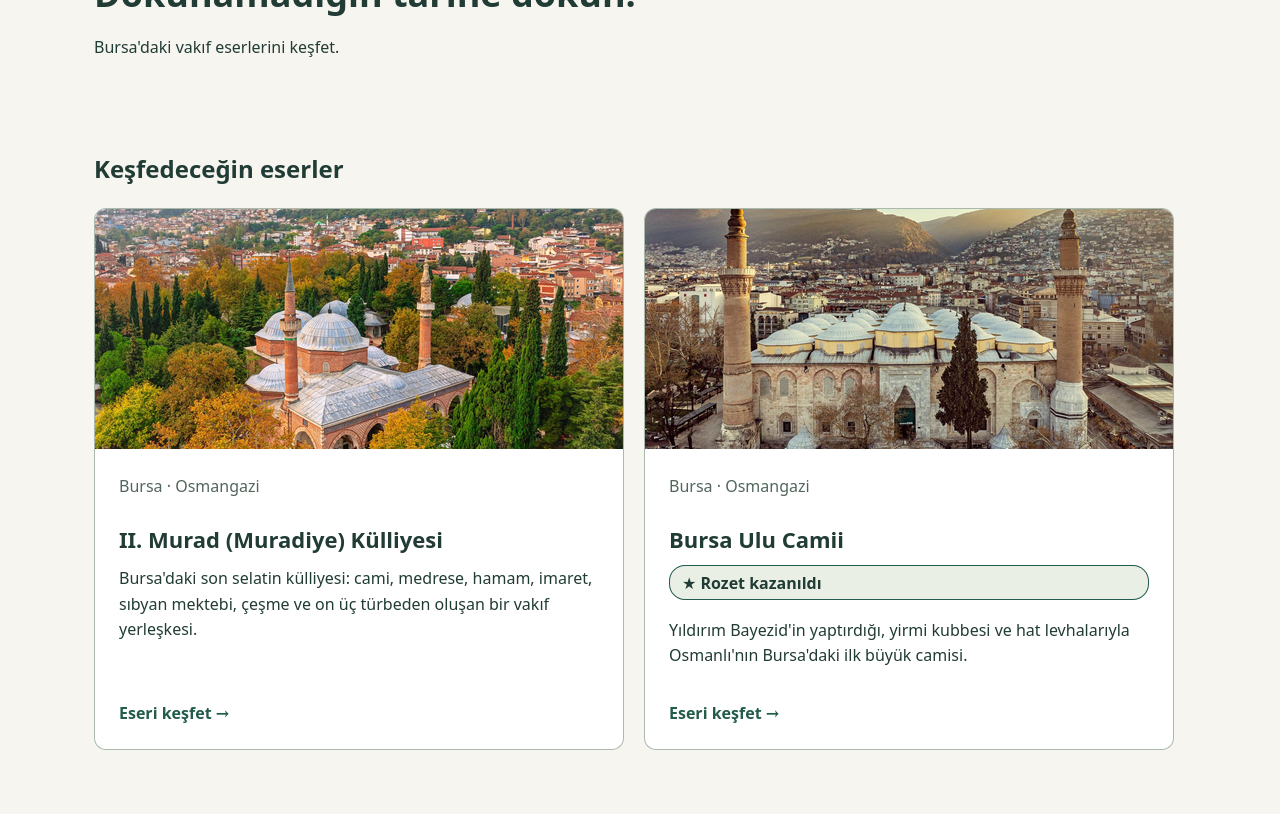 Dokunamadığın tarihe dokun.
Bursa'daki vakıf eserlerini keşfet.
Keşfedeceğin eserler
Bursa · Osmangazi
II. Murad (Muradiye) Külliyesi
Bursa'daki son selatin külliyesi: cami, medrese, hamam, imaret,
sıbyan mektebi, çeşme ve on üç türbeden oluşan bir vakıf
yerleşkesi.
Eseri keşfet →
Bursa · Osmangazi
Bursa Ulu Camii
★ Rozet kazanıldı
Yıldırım Bayezid'in yaptırdığı, yirmi kubbesi ve hat levhalarıyla
Osmanlı'nın Bursa'daki ilk büyük camisi.
Eseri keşfet →